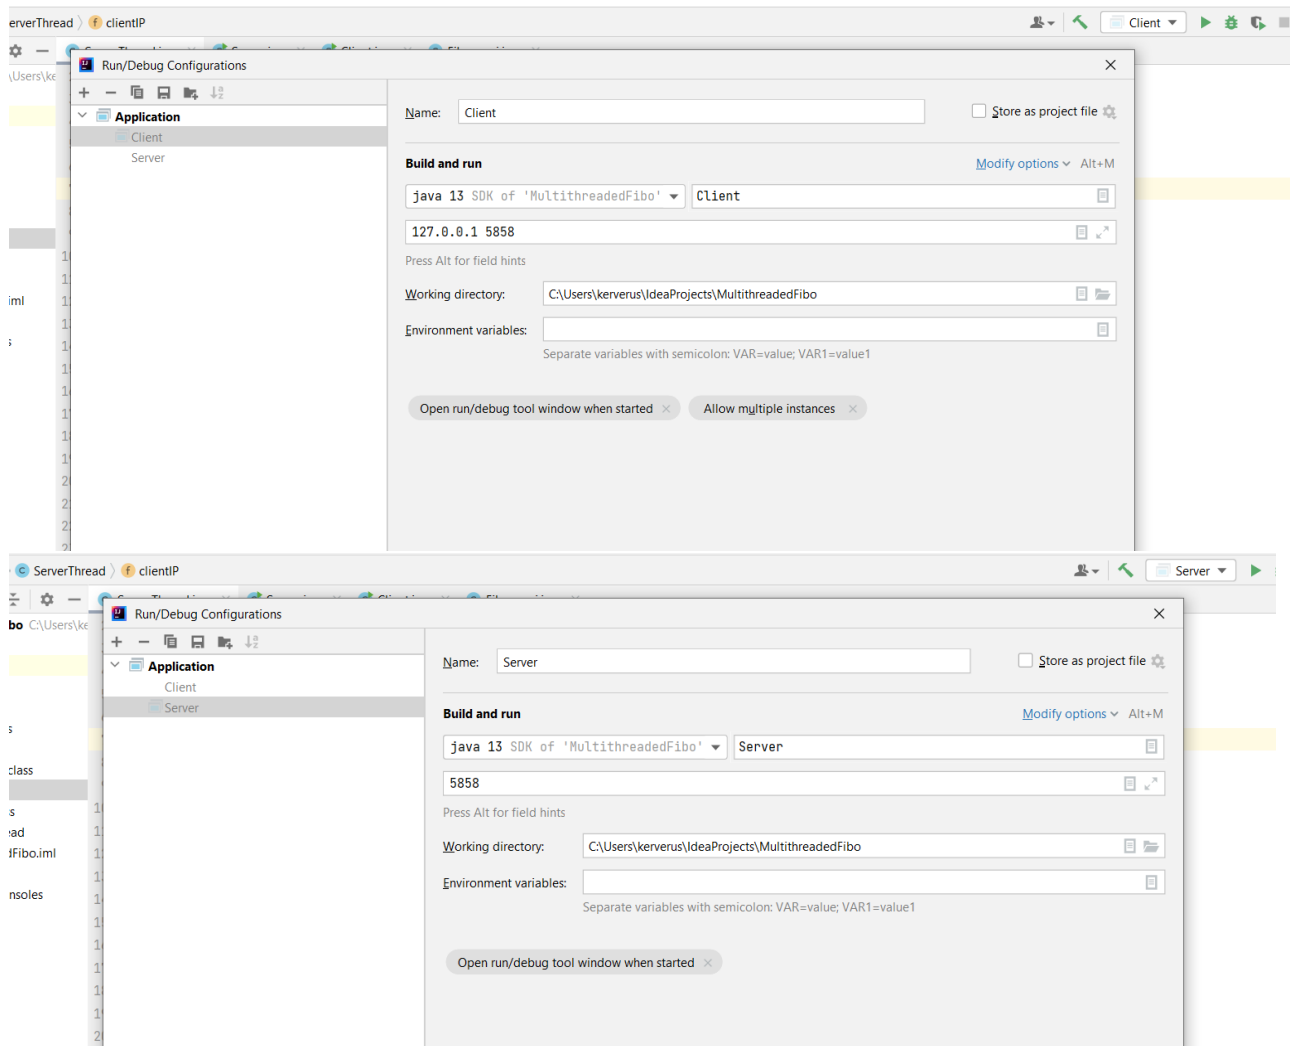 erverThread 〉 f clientIP Client
\Users\ke
Run/Debug Configurations
Application
Client
Server
Name: Client Store as project file
Build and run Modify options Alt+M
java 13 SDK of 'MultithreadedFibo' Client
127.0.0.1 5858
Press Alt for field hints
Working directory: C:\Users\kerverus\IdeaProjects\MultithreadedFibo
iml
Environment variables:
Separate variables with semicolon: VAR=value; VAR1=value1
Open run/debug tool window when started Allow multiple instances
C ServerThread 〉 f clientIP Server
bo C:\Users\ke
Run/Debug Configurations
Application
Client
Server
Name: Server Store as project file
Build and run Modify options Alt+M
java 13 SDK of 'MultithreadedFibo' Server
class
5858
Press Alt for field hints
ead
Working directory: C:\Users\kerverus\IdeaProjects\MultithreadedFibo
dFibo.iml
Environment variables:
nsoles
Separate variables with semicolon: VAR=value; VAR1=value1
Open run/debug tool window when started